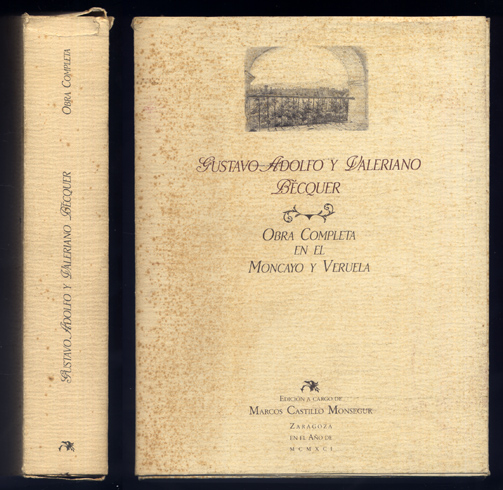 GUSTAVO ADOLFO Y VALERIANO BÉCQUER
OBRA COMPLETA
GUSTAVO ADOLFO Y VALERIANO
BÉCQUER
OBRA COMPLETA
EN EL
MONCAYO Y VERUELA
EDICIÓN A CARGO DE
MARCOS CASTILLO MONSEGUR
ZARAGOZA
EN EL AÑO DE
MCMXCI